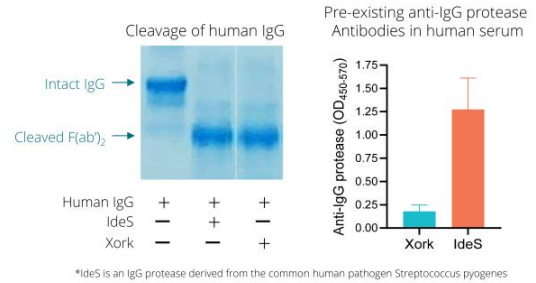 Cleavage of human IgG
Intact IgG
Cleaved F(ab')2
Human IgG + + +
IdeS − + −
Xork − − +
Pre-existing anti-IgG protease
Antibodies in human serum
Anti-IgG protease (OD450-570)
1.75
1.50
1.25
1.00
0.75
0.50
0.25
0.00
Xork IdeS
*IdeS is an IgG protease derived from the common human pathogen Streptococcus pyogenes